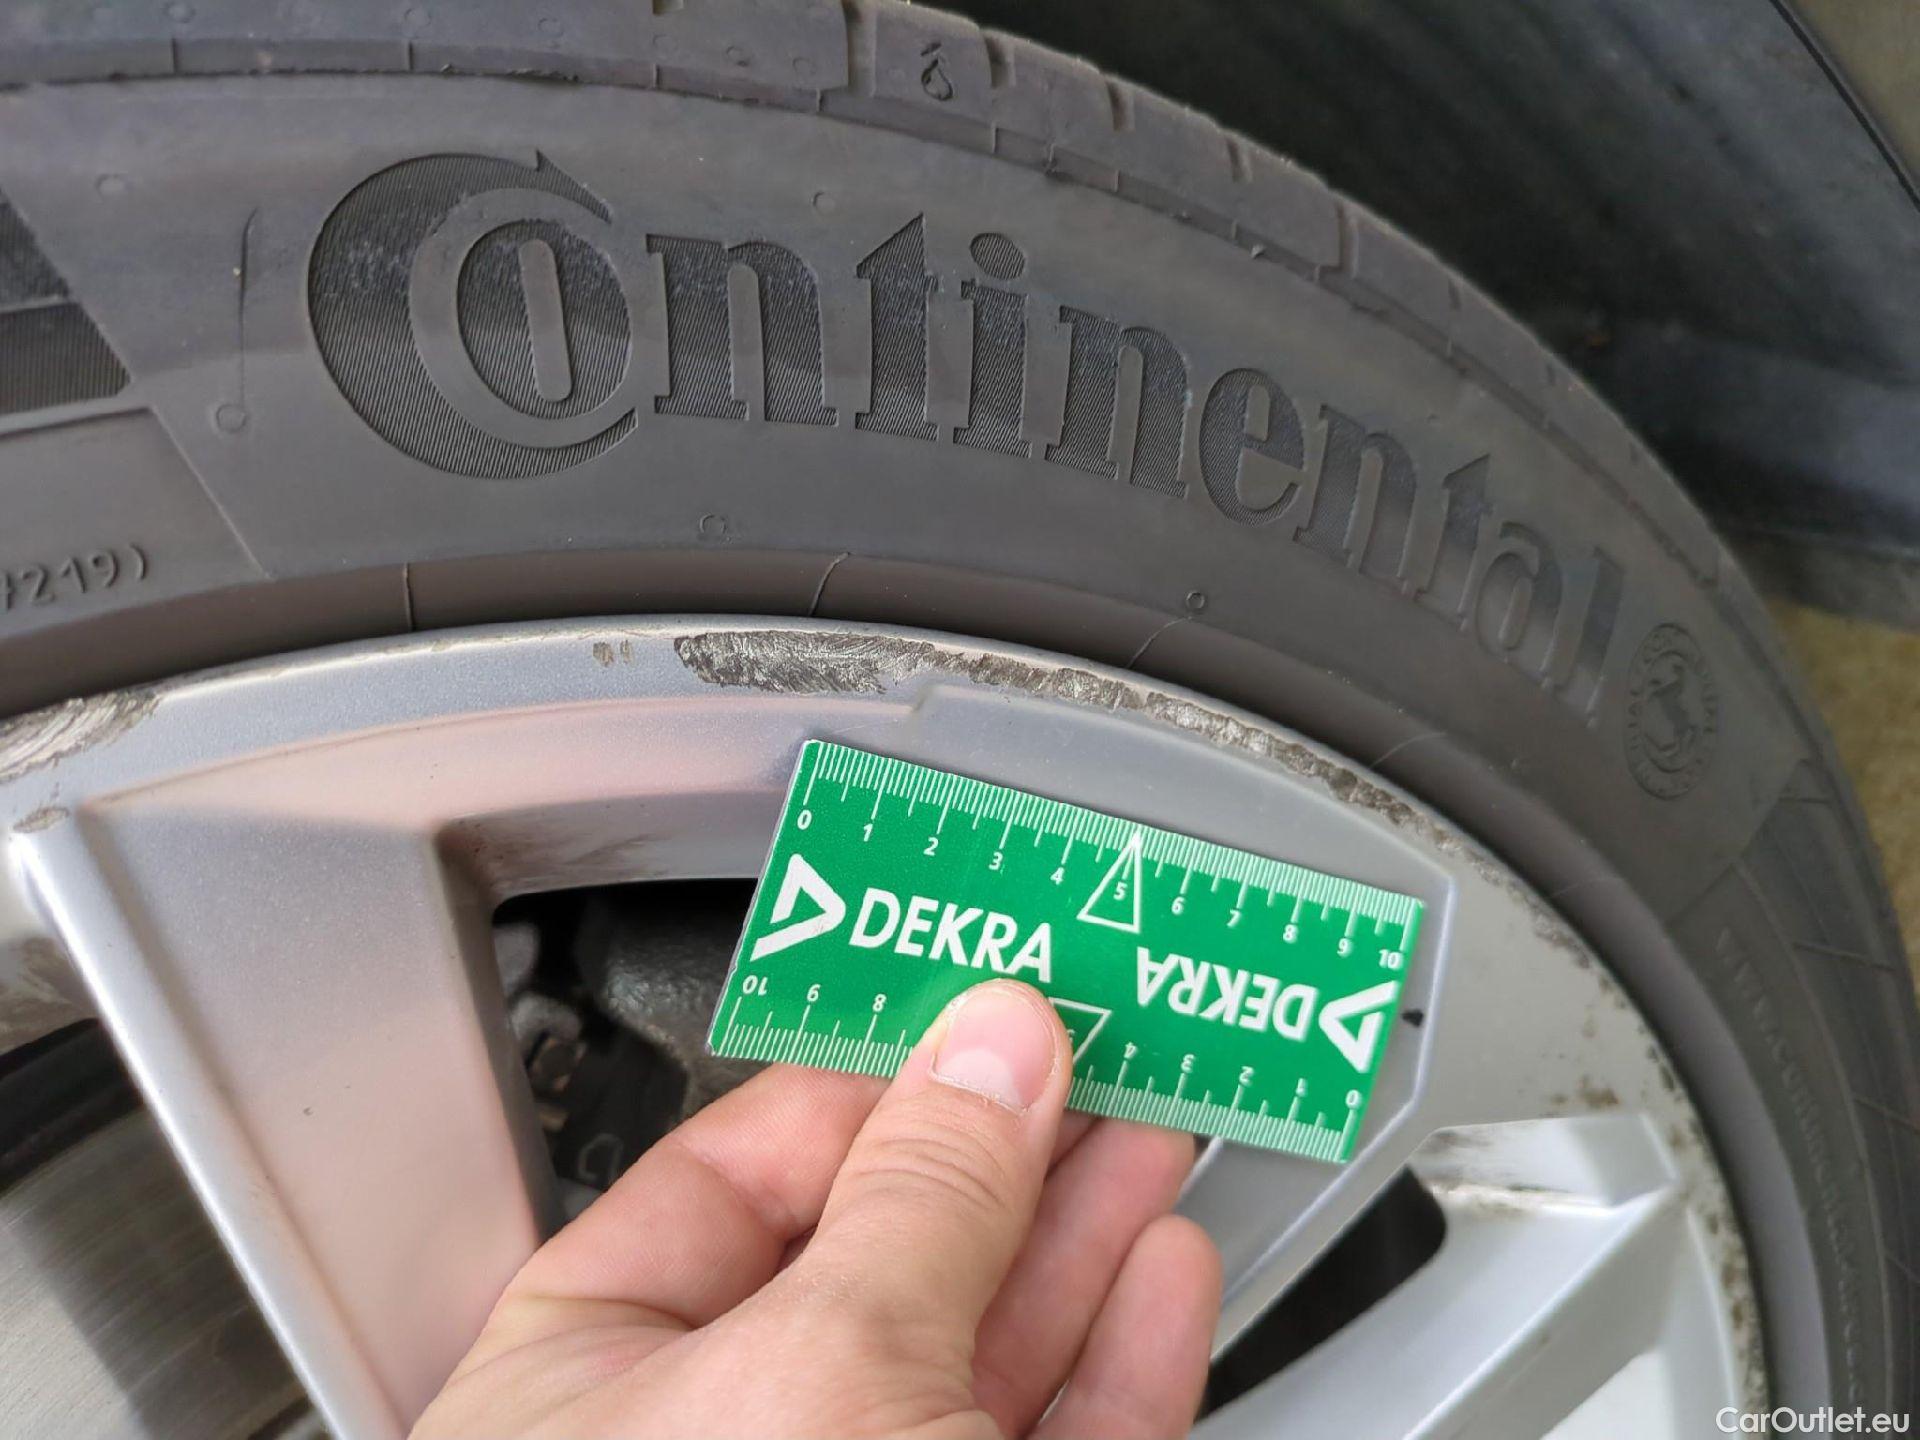 Continental
219)
0 1 2 3 4 5 6 7 8 9 10
DEKRA
DEKRA
10 9 8
4 3 2 1 0
CarOutlet.eu